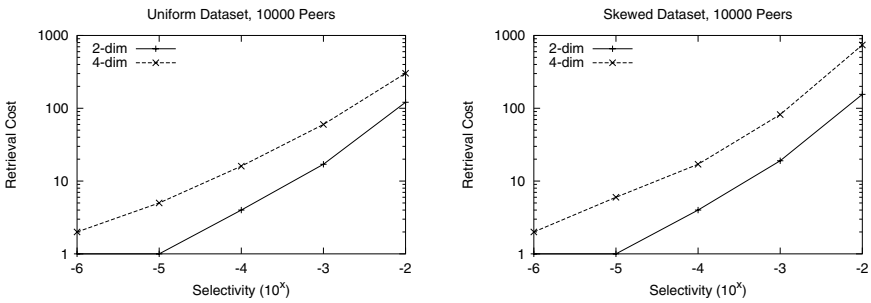 Uniform Dataset, 10000 Peers
1000
100
10
1
Retrieval Cost
2-dim
4-dim
-6 -5 -4 -3 -2
Selectivity (10^x)
Skewed Dataset, 10000 Peers
1000
100
10
1
Retrieval Cost
2-dim
4-dim
-6 -5 -4 -3 -2
Selectivity (10^x)